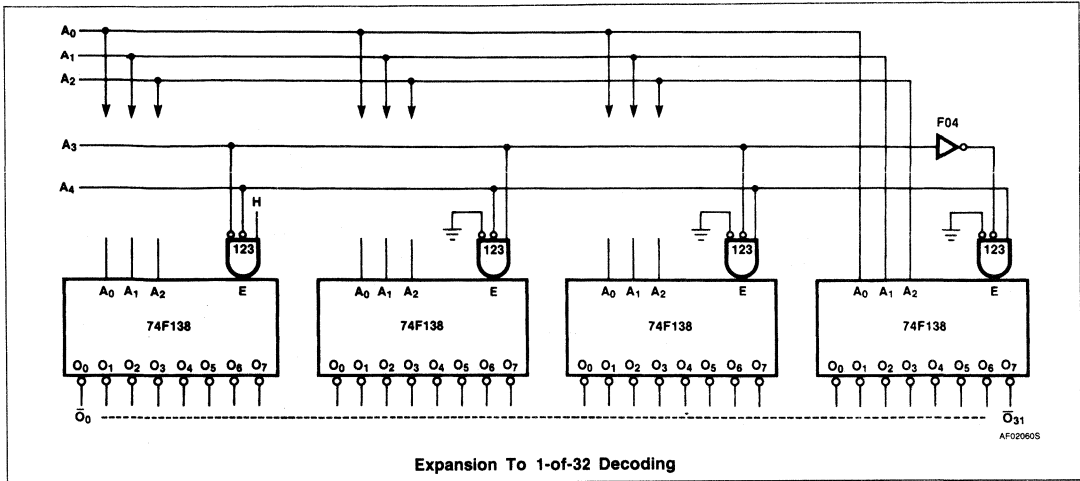 A0
A1
A2
F04
A3
A4
H
123 123 123 123
A0 A1 A2 E A0 A1 A2 E A0 A1 A2 E A0 A1 A2 E
74F138 74F138 74F138 74F138
O0 O1 O2 O3 O4 O5 O6 O7 O0 O1 O2 O3 O4 O5 O6 O7 O0 O1 O2 O3 O4 O5 O6 O7 O0 O1 O2 O3 O4 O5 O6 O7
Ō0 Ō31
AF02060S
Expansion To 1-of-32 Decoding